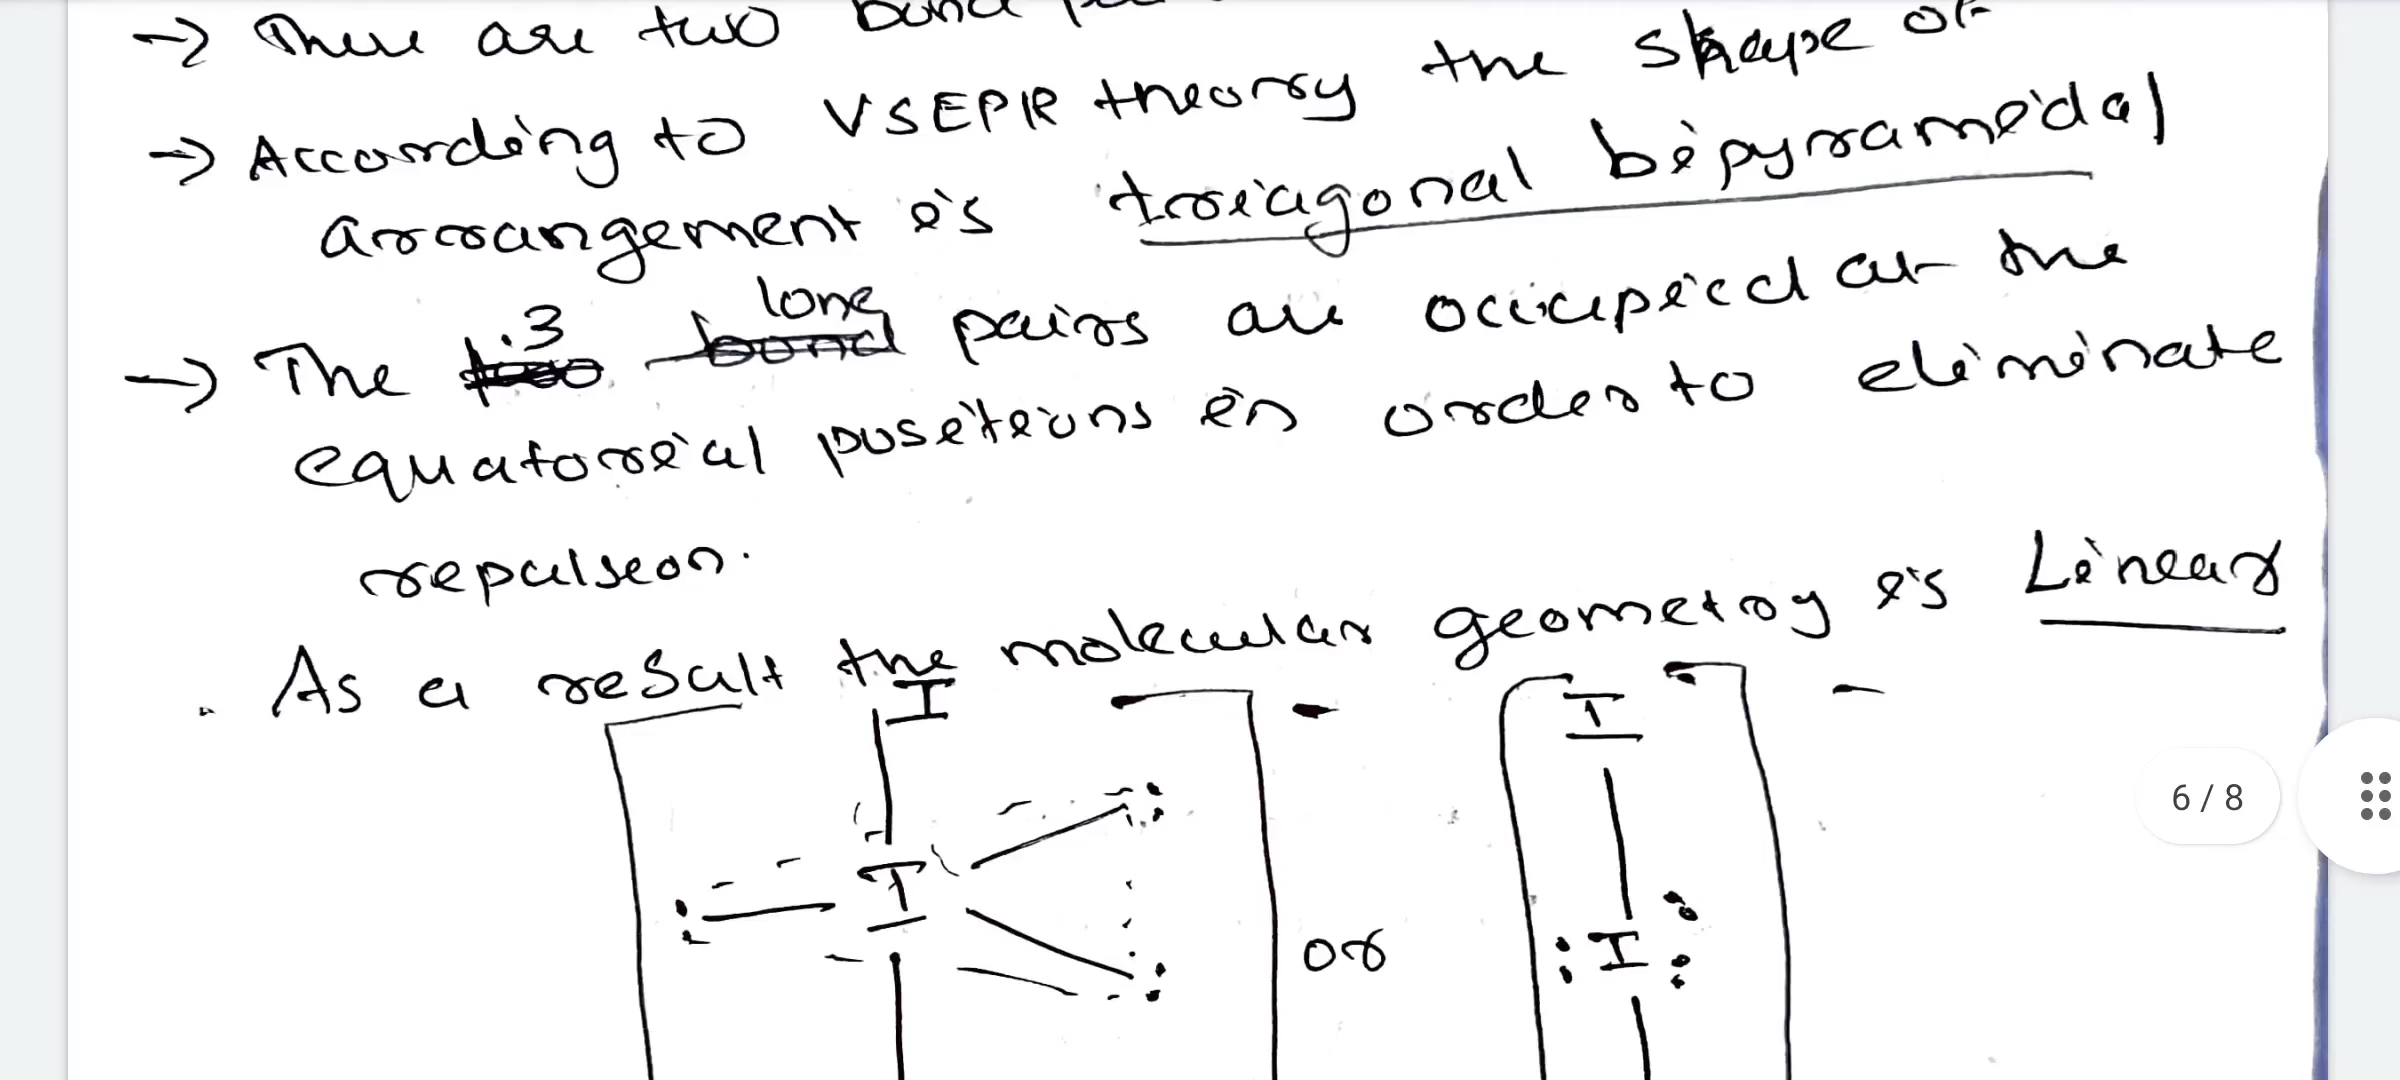 → There are two bond
→ According to VSEPR theory the shape of
arrangement is triagonal bipyramidal
→ The 3 lone pairs are occupied at the
equatorial positions in order to eliminate
repulsion.
. As a result the molecular geometry is Linear
I
I
or
I
: I :
6 / 8